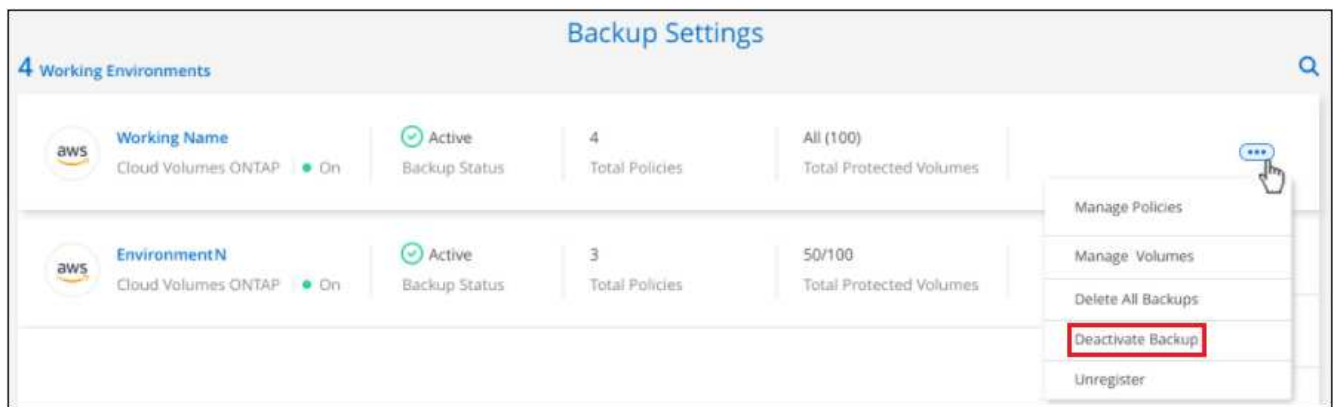 Backup Settings
4 Working Environments
aws
Working Name
Cloud Volumes ONTAP
On
Active
Backup Status
4
Total Policies
All (100)
Total Protected Volumes
Manage Policies
Manage Volumes
Delete All Backups
Deactivate Backup
Unregister
aws
EnvironmentN
Cloud Volumes ONTAP
On
Active
Backup Status
3
Total Policies
50/100
Total Protected Volumes